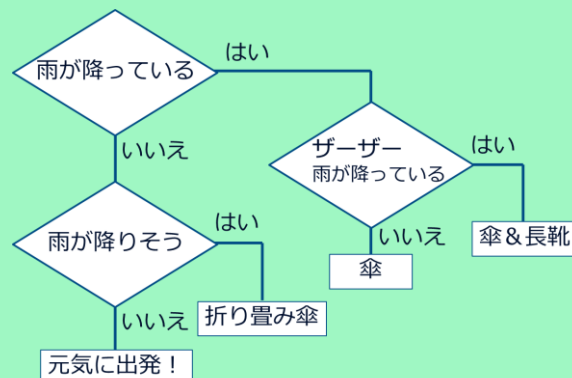 雨が降っている
はい
いいえ
ザーザー
雨が降っている
はい
いいえ
傘＆長靴
傘
雨が降りそう
はい
いいえ
折り畳み傘
元気に出発！